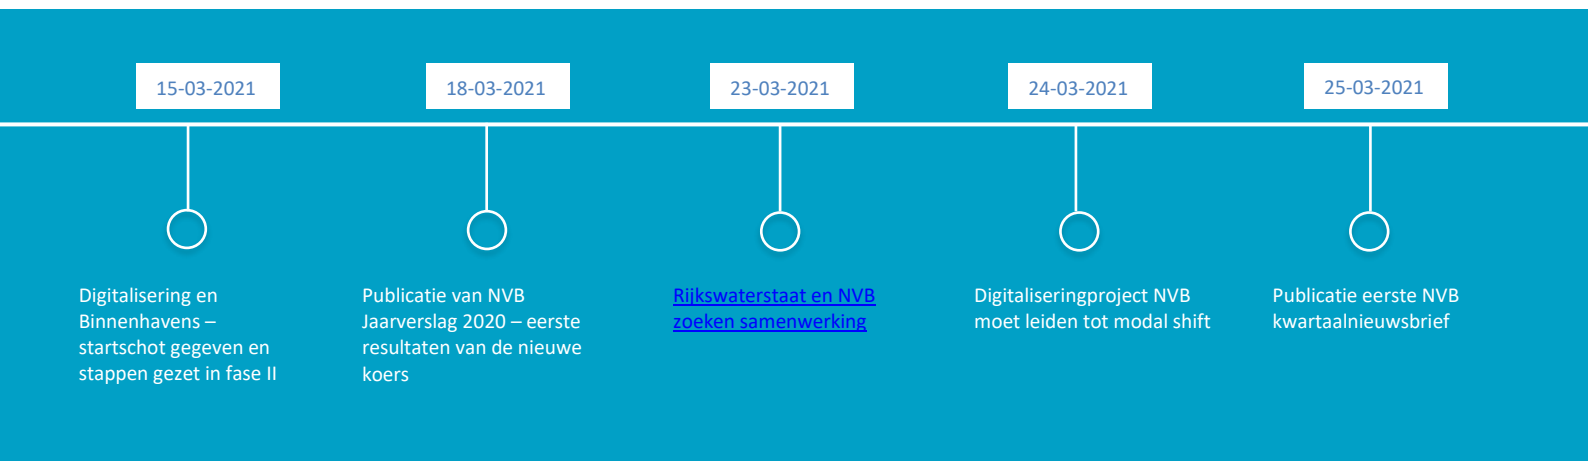 15-03-2021
18-03-2021
23-03-2021
24-03-2021
25-03-2021
Digitalisering en
Binnenhavens –
startschot gegeven en
stappen gezet in fase II
Publicatie van NVB
Jaarverslag 2020 – eerste
resultaten van de nieuwe
koers
Rijkswaterstaat en NVB
zoeken samenwerking
Digitaliseringproject NVB
moet leiden tot modal shift
Publicatie eerste NVB
kwartaalnieuwsbrief